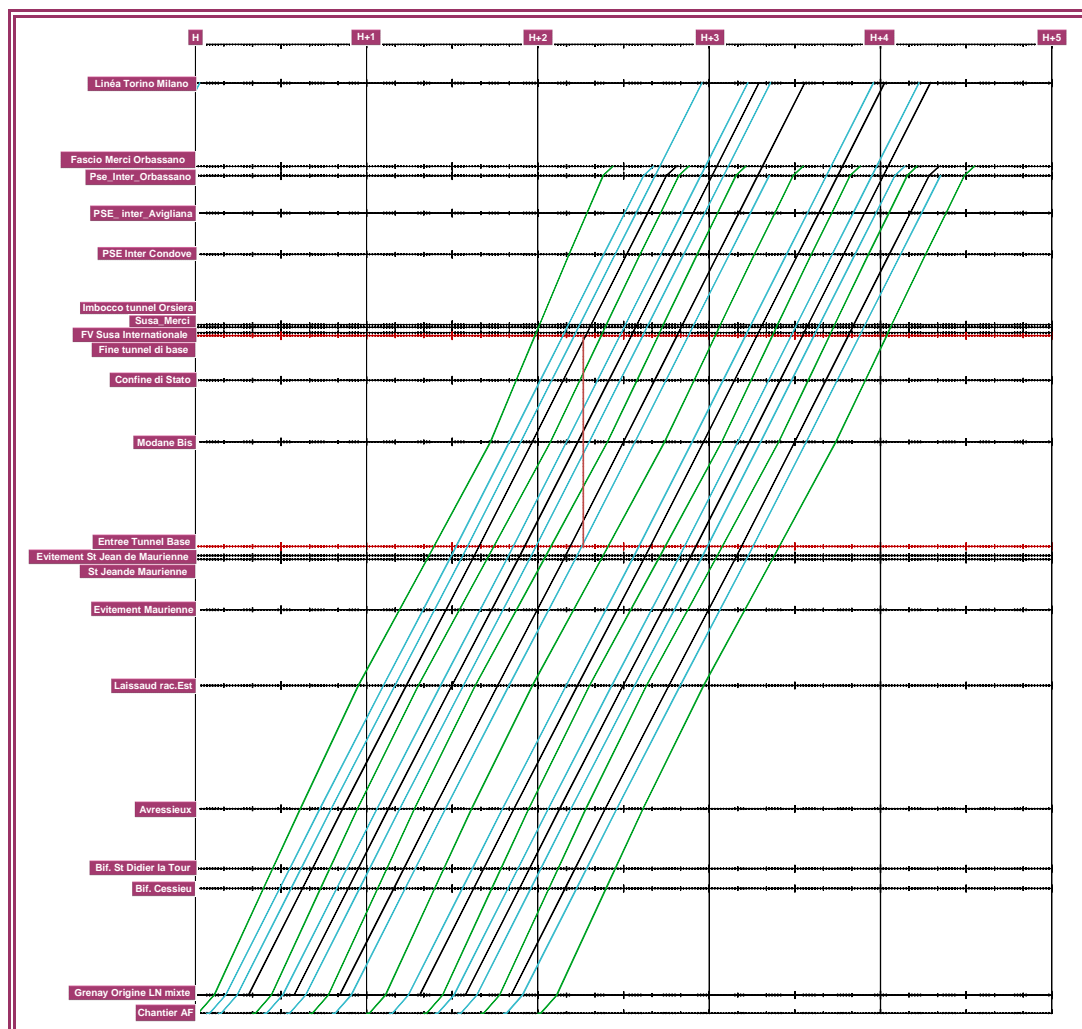 H
H+1
H+2
H+3
H+4
H+5
Linéa Torino Milano
Fascio Merci Orbassano
Pse_Inter_Orbassano
PSE_ inter_Avigliana
PSE Inter Condove
Imbocco tunnel Orsiera
Susa_Merci
FV Susa Internationale
Fine tunnel di base
Confine di Stato
Modane Bis
Entree Tunnel Base
Evitement St Jean de Maurienne
St Jeande Maurienne
Evitement Maurienne
Laissaud rac.Est
Avressieux
Bif. St Didier la Tour
Bif. Cessieu
Grenay Origine LN mixte
Chantier AF